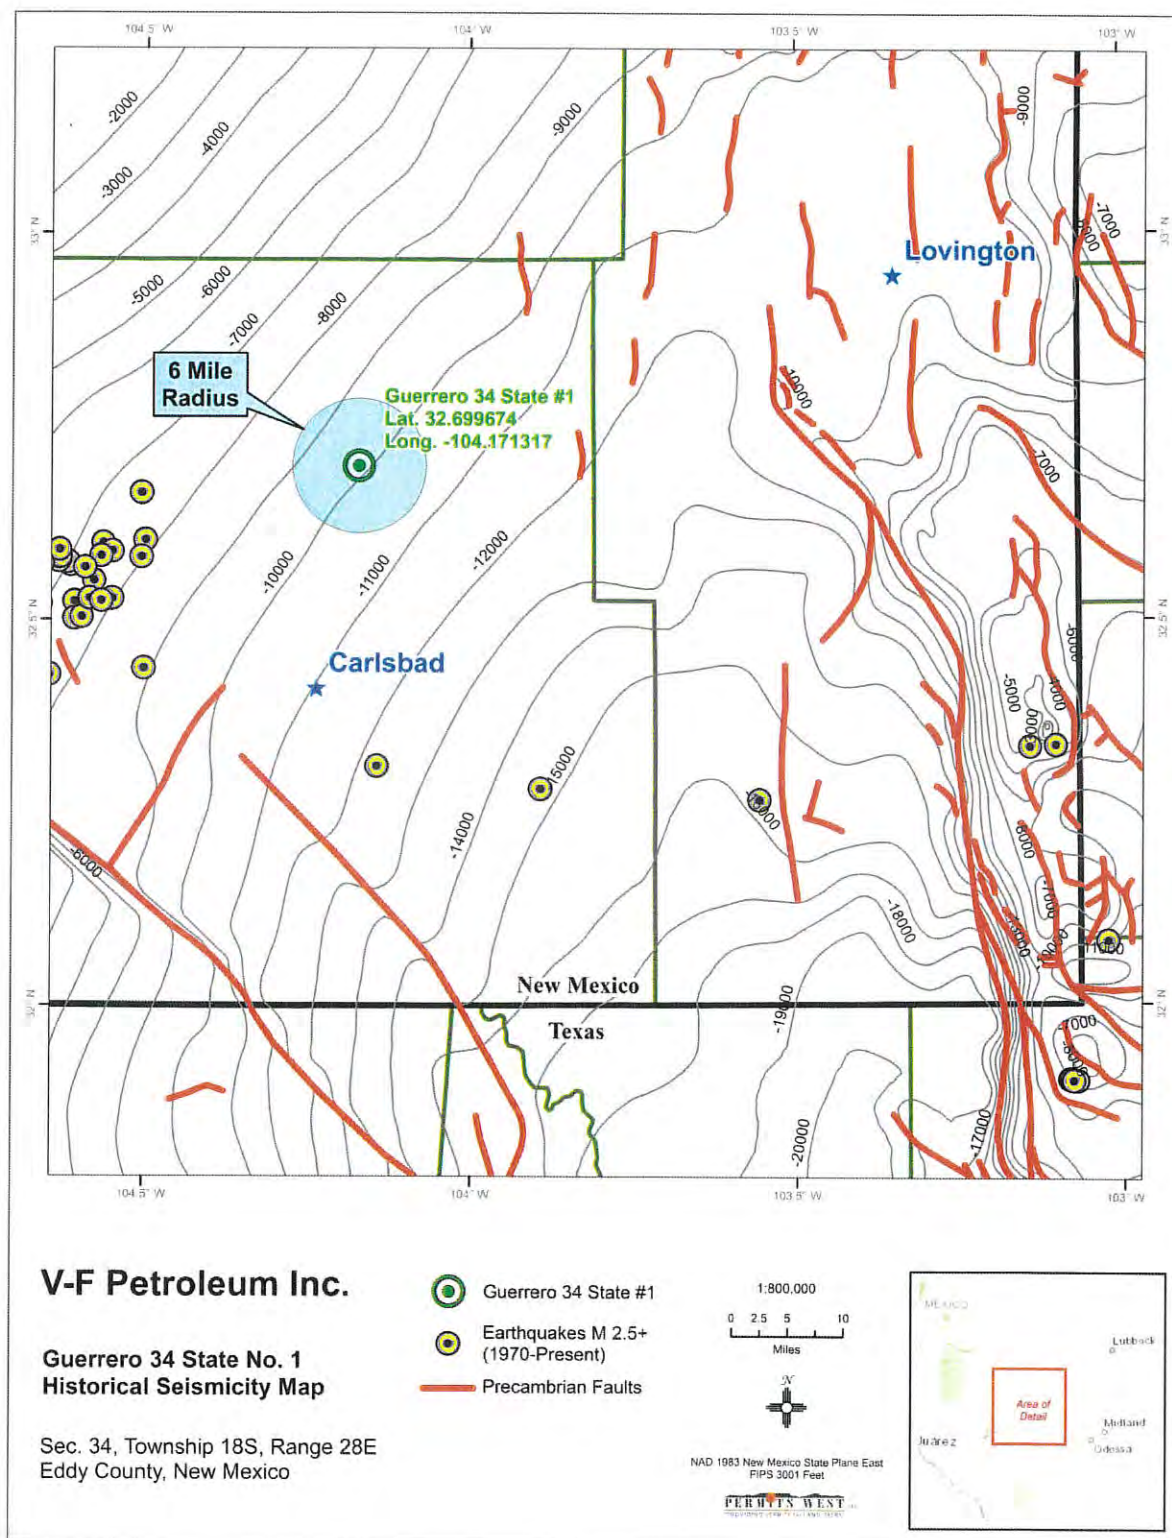 104.5° W
104° W
103.5° W
103° W
-2000
-3000
-4000
-9000
-9000
-5000
-6000
-7000
-8000
-7000
33° N
33° N
Lovington
6 Mile
Radius
Guerrero 34 State #1
Lat. 32.699674
Long. -104.171317
-10000
-7000
-10000
-11000
-12000
32.5° N
32.5° N
Carlsbad
-5000
-15000
-14000
-6000
-18000
-7000
New Mexico
Texas
32° N
32° N
-19000
-7000
-20000
-17000
104.5° W
104° W
103.5° W
103° W
V-F Petroleum Inc.
Guerrero 34 State No. 1
Historical Seismicity Map
Sec. 34, Township 18S, Range 28E
Eddy County, New Mexico
Guerrero 34 State #1
Earthquakes M 2.5+
(1970-Present)
Precambrian Faults
1:800,000
0 2.5 5 10
Miles
N
NAD 1983 New Mexico State Plane East
FIPS 3001 Feet
PERMITS WEST
MEXICO
Lubbock
Area of
Detail
Midland
Odessa
Juárez